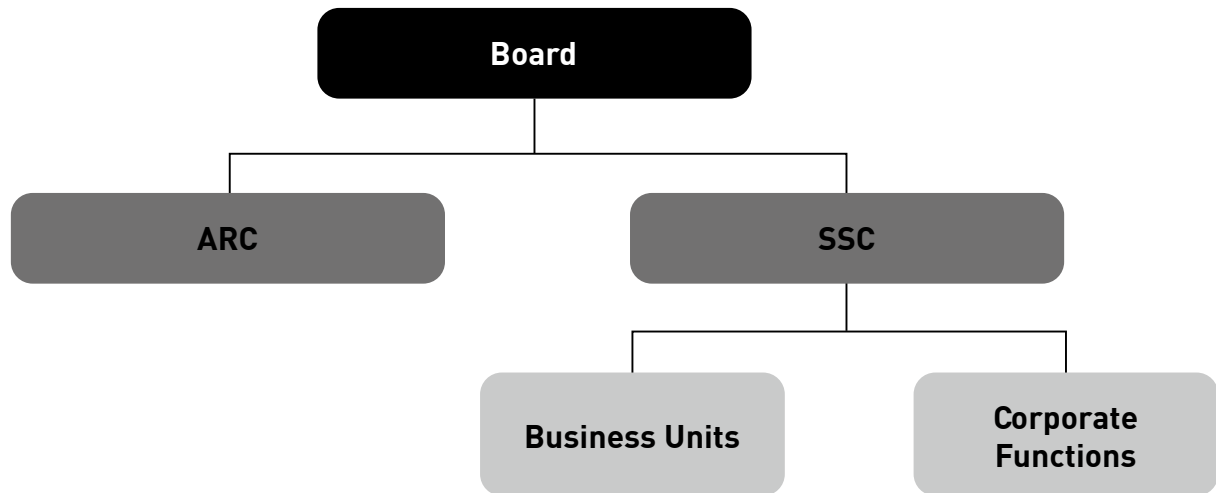 Board
ARC
SSC
Business Units
Corporate
Functions